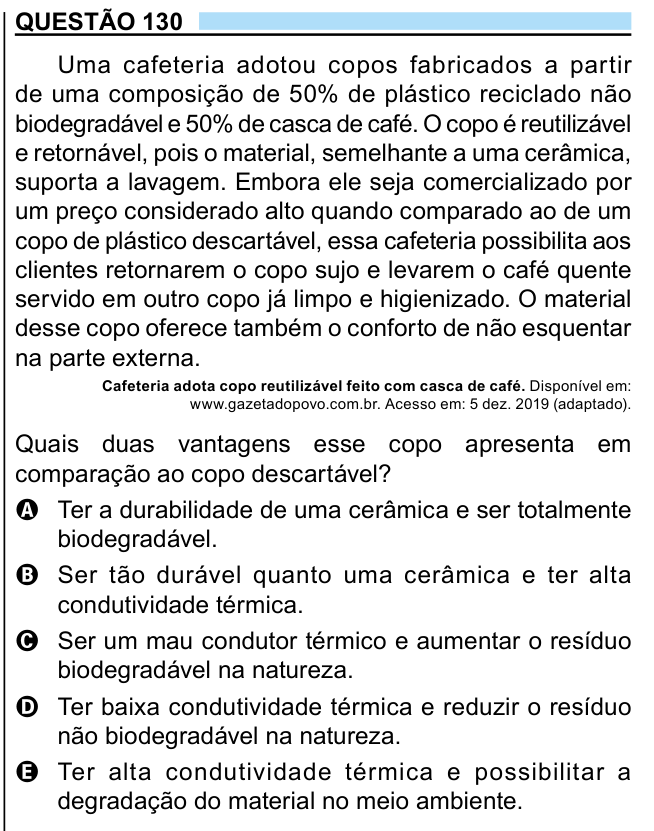 QUESTÃO 130
Uma cafeteria adotou copos fabricados a partir
de uma composição de 50% de plástico reciclado não
biodegradável e 50% de casca de café. O copo é reutilizável
e retornável, pois o material, semelhante a uma cerâmica,
suporta a lavagem. Embora ele seja comercializado por
um preço considerado alto quando comparado ao de um
copo de plástico descartável, essa cafeteria possibilita aos
clientes retornarem o copo sujo e levarem o café quente
servido em outro copo já limpo e higienizado. O material
desse copo oferece também o conforto de não esquentar
na parte externa.
Cafeteria adota copo reutilizável feito com casca de café. Disponível em:
www.gazetadopovo.com.br. Acesso em: 5 dez. 2019 (adaptado).
Quais duas vantagens esse copo apresenta em
comparação ao copo descartável?
A Ter a durabilidade de uma cerâmica e ser totalmente
biodegradável.
B Ser tão durável quanto uma cerâmica e ter alta
condutividade térmica.
C Ser um mau condutor térmico e aumentar o resíduo
biodegradável na natureza.
D Ter baixa condutividade térmica e reduzir o resíduo
não biodegradável na natureza.
E Ter alta condutividade térmica e possibilitar a
degradação do material no meio ambiente.